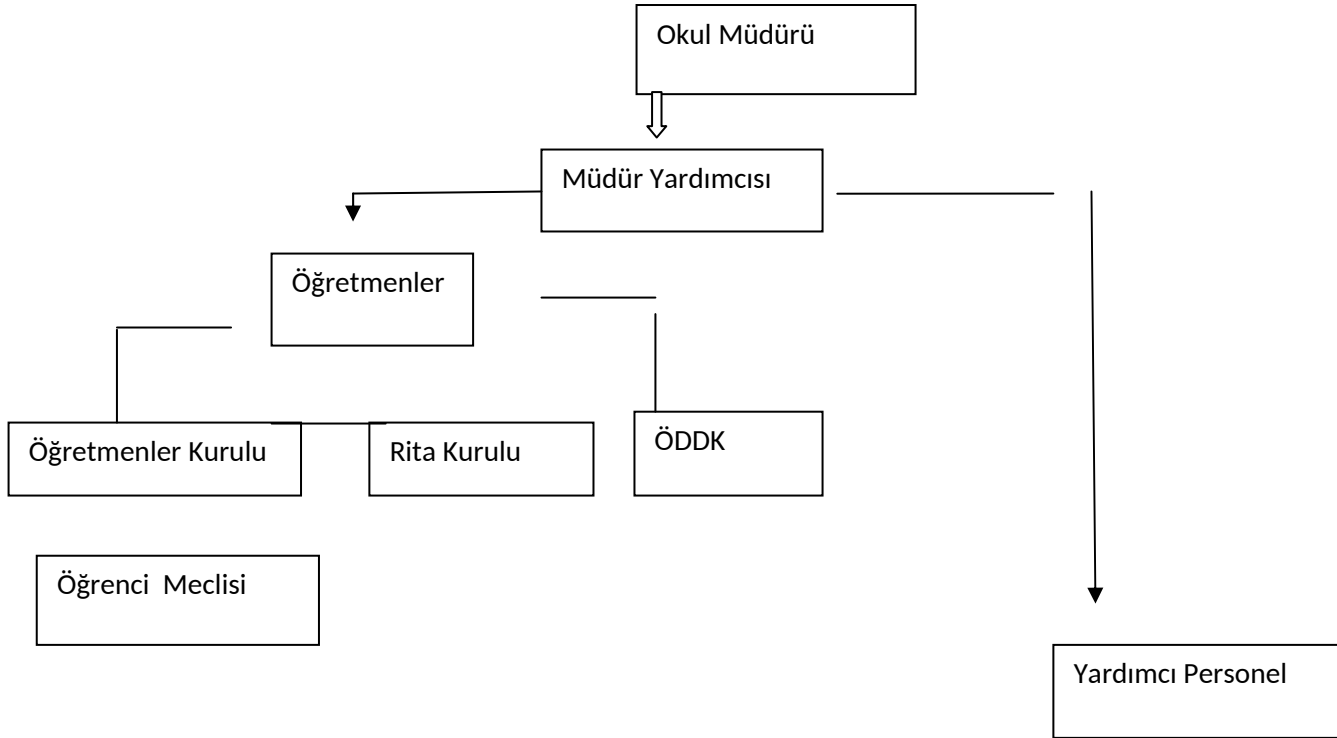 Okul Müdürü
Müdür Yardımcısı
Öğretmenler
Öğretmenler Kurulu
Rita Kurulu
ÖDDK
Öğrenci  Meclisi
Yardımcı Personel